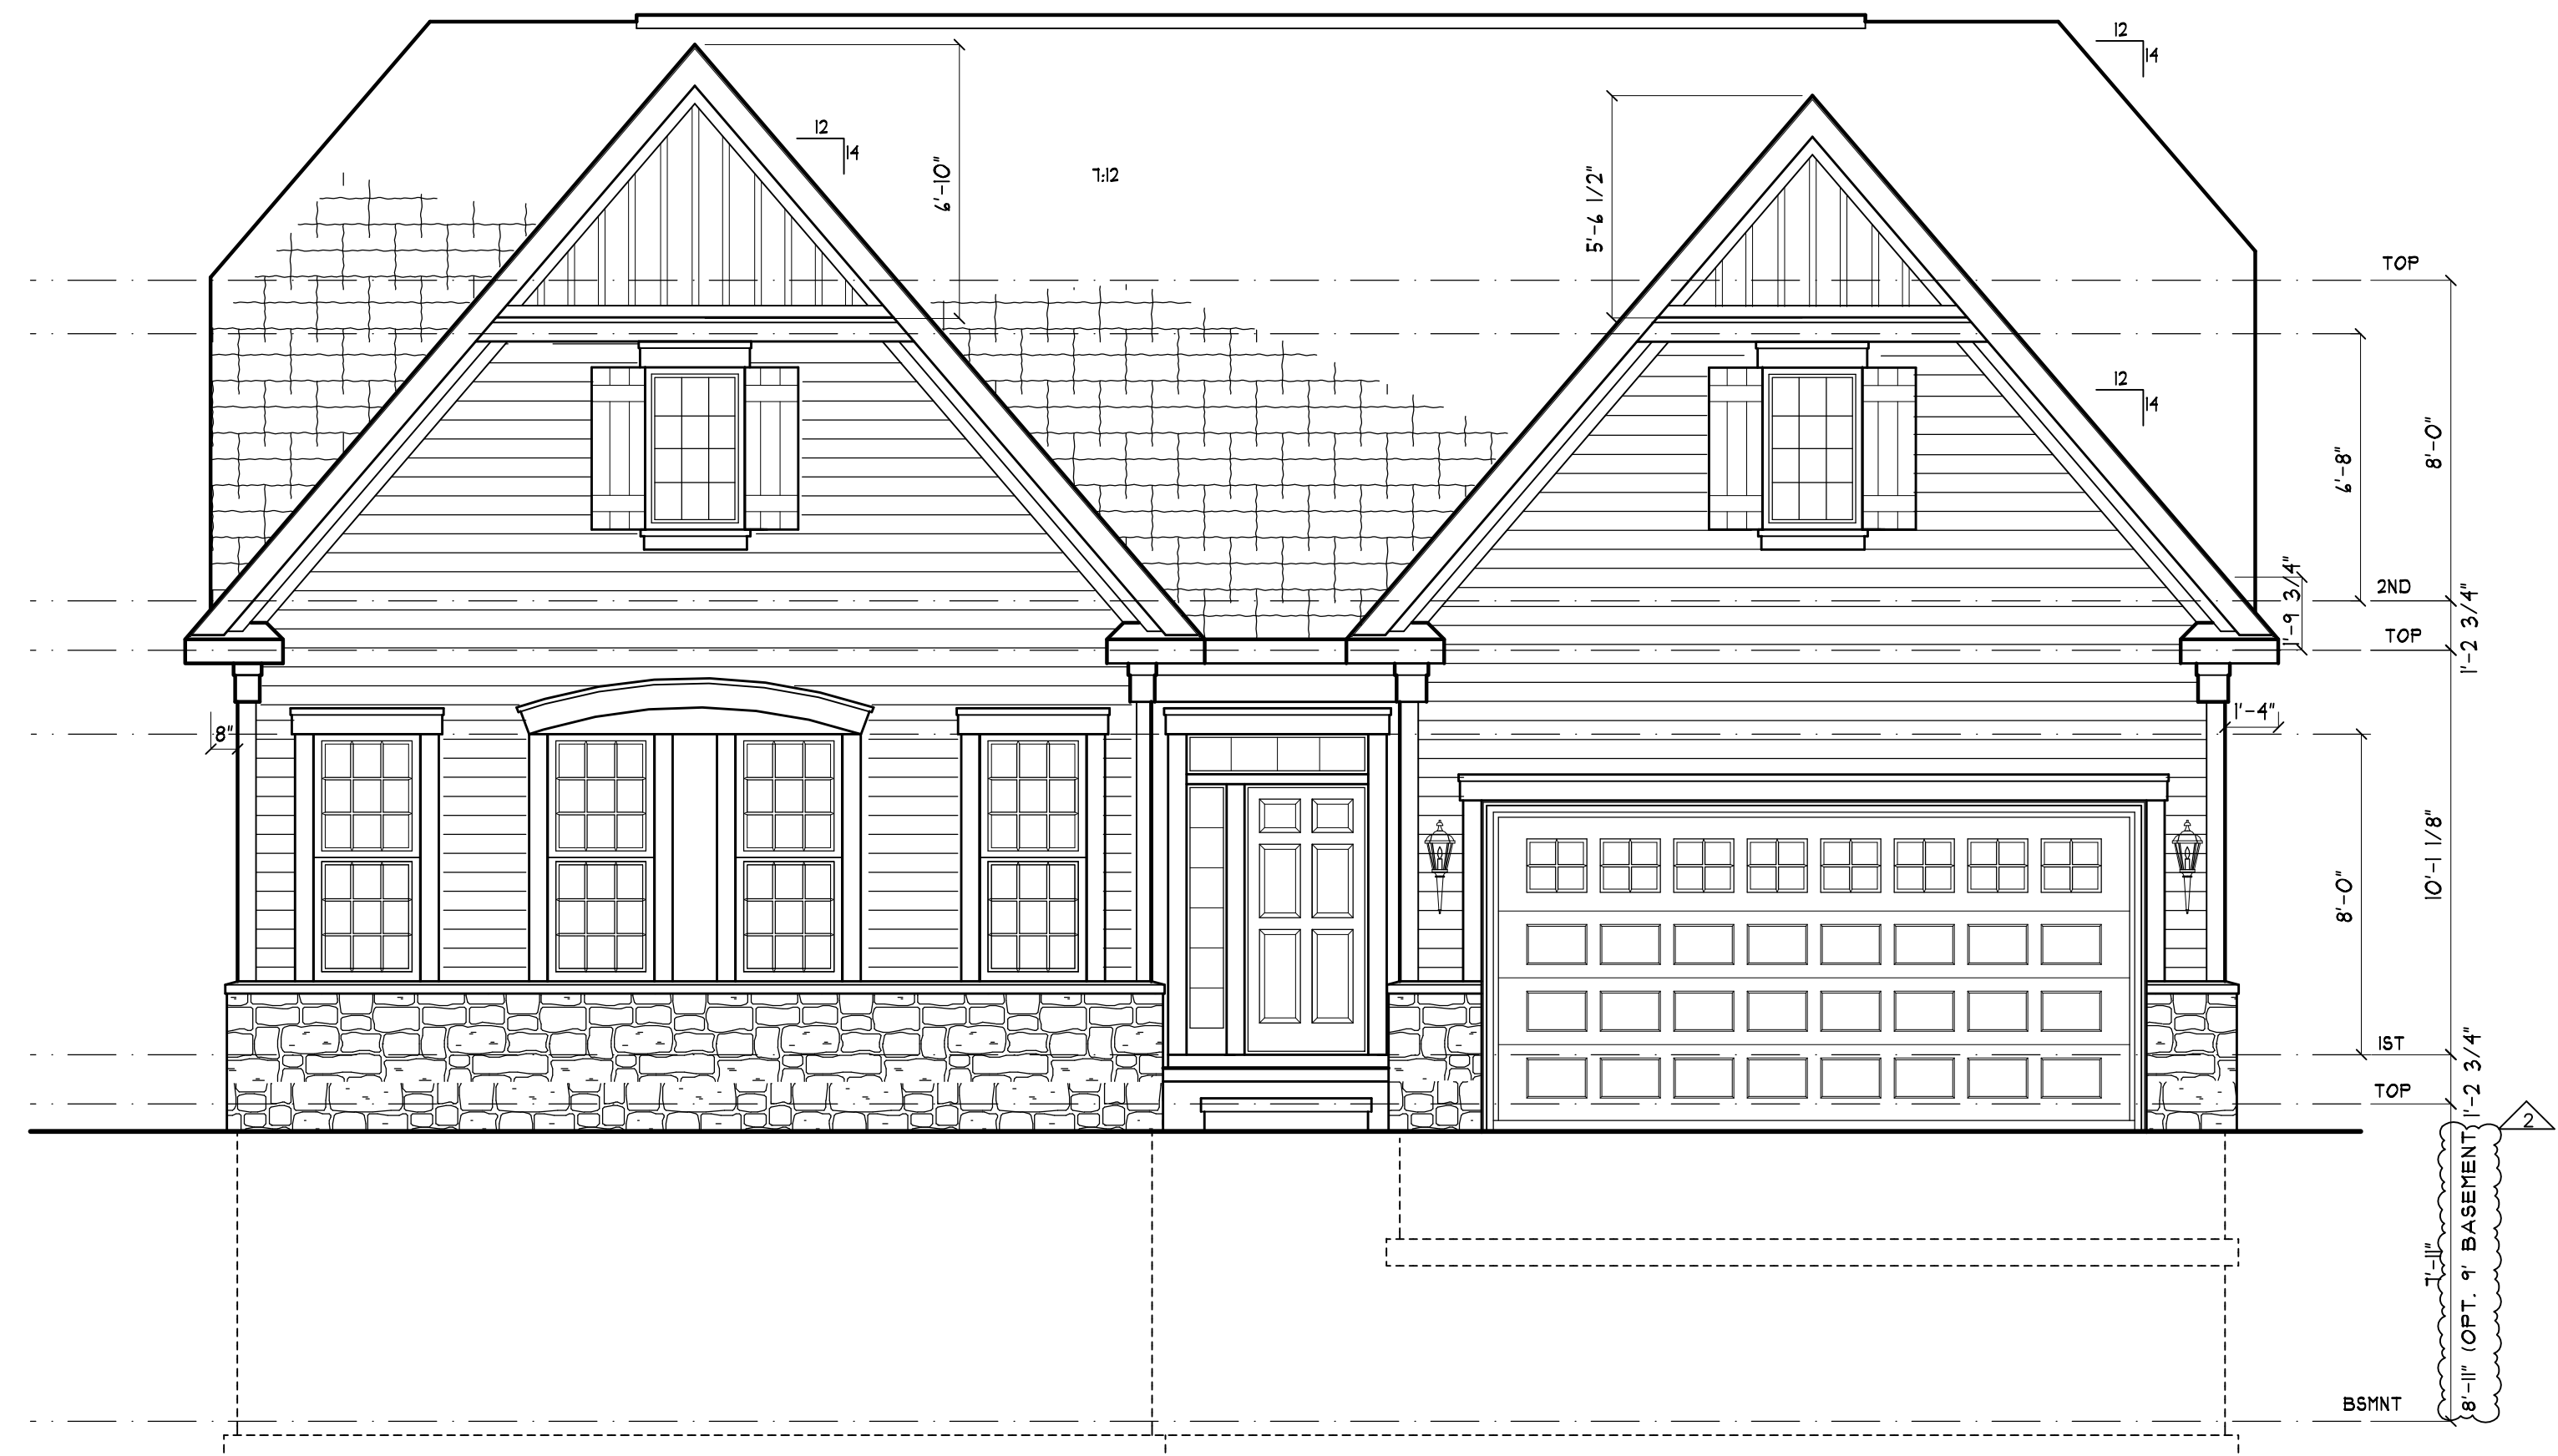 12
14
12
14
6'-10"
7:12
5'-6 1/2"
TOP
12
14
6'-8"
8'-0"
1'-9 3/4"
2ND
1'-2 3/4"
TOP
8"
1'-4"
8'-0"
10'-1 1/8"
1ST
1'-2 3/4"
TOP
2
7'-11"
8'-11" (OPT. 9' BASEMENT
BSMNT